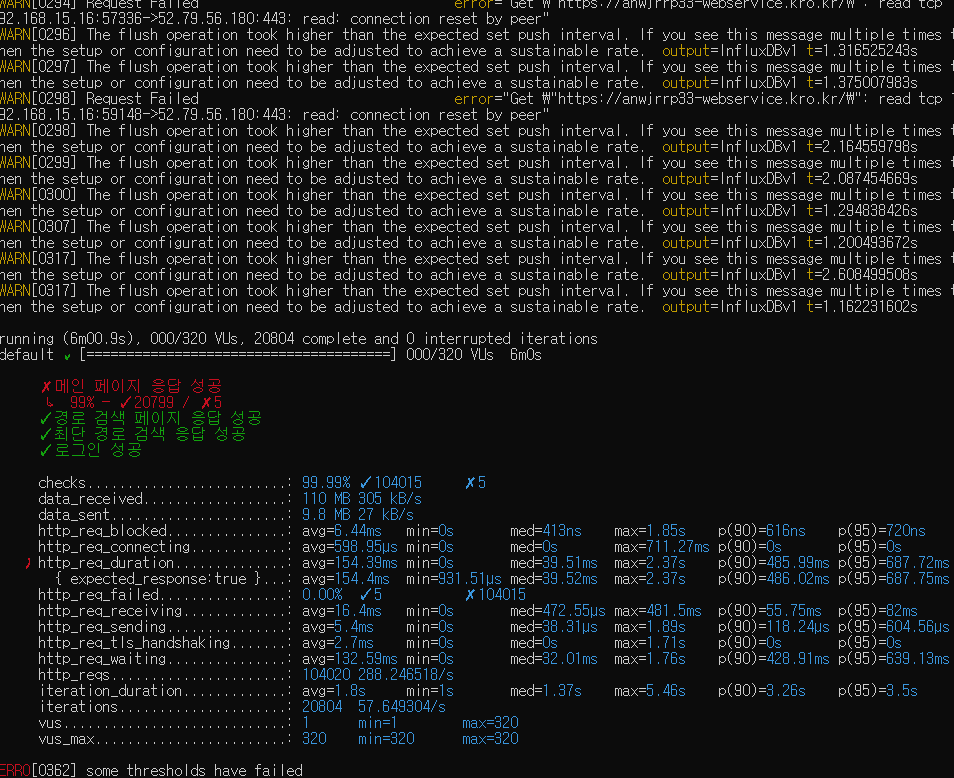 WARN[0294] Request Failed error="Get ₩"https://anwjrrp33-webservice.kro.kr/₩": read tcp
92.168.15.16:57336->52.79.56.180:443: read: connection reset by peer"
WARN[0296] The flush operation took higher than the expected set push interval. If you see this message multiple times t
hen the setup or configuration need to be adjusted to achieve a sustainable rate. output=InfluxDBv1 t=1.316525243s
WARN[0297] The flush operation took higher than the expected set push interval. If you see this message multiple times t
hen the setup or configuration need to be adjusted to achieve a sustainable rate. output=InfluxDBv1 t=1.375007983s
WARN[0298] Request Failed error="Get ₩"https://anwjrrp33-webservice.kro.kr/₩": read tcp
92.168.15.16:59148->52.79.56.180:443: read: connection reset by peer"
WARN[0298] The flush operation took higher than the expected set push interval. If you see this message multiple times t
hen the setup or configuration need to be adjusted to achieve a sustainable rate. output=InfluxDBv1 t=2.164559798s
WARN[0299] The flush operation took higher than the expected set push interval. If you see this message multiple times t
hen the setup or configuration need to be adjusted to achieve a sustainable rate. output=InfluxDBv1 t=2.087454669s
WARN[0300] The flush operation took higher than the expected set push interval. If you see this message multiple times t
hen the setup or configuration need to be adjusted to achieve a sustainable rate. output=InfluxDBv1 t=1.294838426s
WARN[0307] The flush operation took higher than the expected set push interval. If you see this message multiple times t
hen the setup or configuration need to be adjusted to achieve a sustainable rate. output=InfluxDBv1 t=1.200493672s
WARN[0317] The flush operation took higher than the expected set push interval. If you see this message multiple times t
hen the setup or configuration need to be adjusted to achieve a sustainable rate. output=InfluxDBv1 t=2.608499508s
WARN[0317] The flush operation took higher than the expected set push interval. If you see this message multiple times t
hen the setup or configuration need to be adjusted to achieve a sustainable rate. output=InfluxDBv1 t=1.162231602s
running (6m00.9s), 000/320 VUs, 20804 complete and 0 interrupted iterations
default ✓ [======================================] 000/320 VUs 6m0s
✗ 메인 페이지 응답 성공
↳ 99% — ✓ 20799 / ✗ 5
✓ 경로 검색 페이지 응답 성공
✓ 최단 경로 검색 응답 성공
✓ 로그인 성공
checks.........................: 99.99% ✓ 104015 ✗ 5
data_received..................: 110 MB 305 kB/s
data_sent......................: 9.8 MB 27 kB/s
http_req_blocked...............: avg=6.44ms min=0s med=413ns max=1.85s p(90)=616ns p(95)=720ns
http_req_connecting............: avg=598.95µs min=0s med=0s max=711.27ms p(90)=0s p(95)=0s
✗ http_req_duration..............: avg=154.39ms min=0s med=39.51ms max=2.37s p(90)=485.99ms p(95)=687.72ms
{ expected_response:true }...: avg=154.4ms min=931.51µs med=39.52ms max=2.37s p(90)=486.02ms p(95)=687.75ms
http_req_failed................: 0.00% ✓ 5 ✗ 104015
http_req_receiving.............: avg=16.4ms min=0s med=472.55µs max=481.5ms p(90)=55.75ms p(95)=82ms
http_req_sending...............: avg=5.4ms min=0s med=38.31µs max=1.89s p(90)=118.24µs p(95)=604.56µs
http_req_tls_handshaking.......: avg=2.7ms min=0s med=0s max=1.71s p(90)=0s p(95)=0s
http_req_waiting...............: avg=132.59ms min=0s med=32.01ms max=1.76s p(90)=428.91ms p(95)=639.13ms
http_reqs......................: 104020 288.246518/s
iteration_duration.............: avg=1.8s min=1s med=1.37s max=5.46s p(90)=3.26s p(95)=3.5s
iterations.....................: 20804 57.649304/s
vus............................: 1 min=1 max=320
vus_max........................: 320 min=320 max=320
ERRO[0362] some thresholds have failed